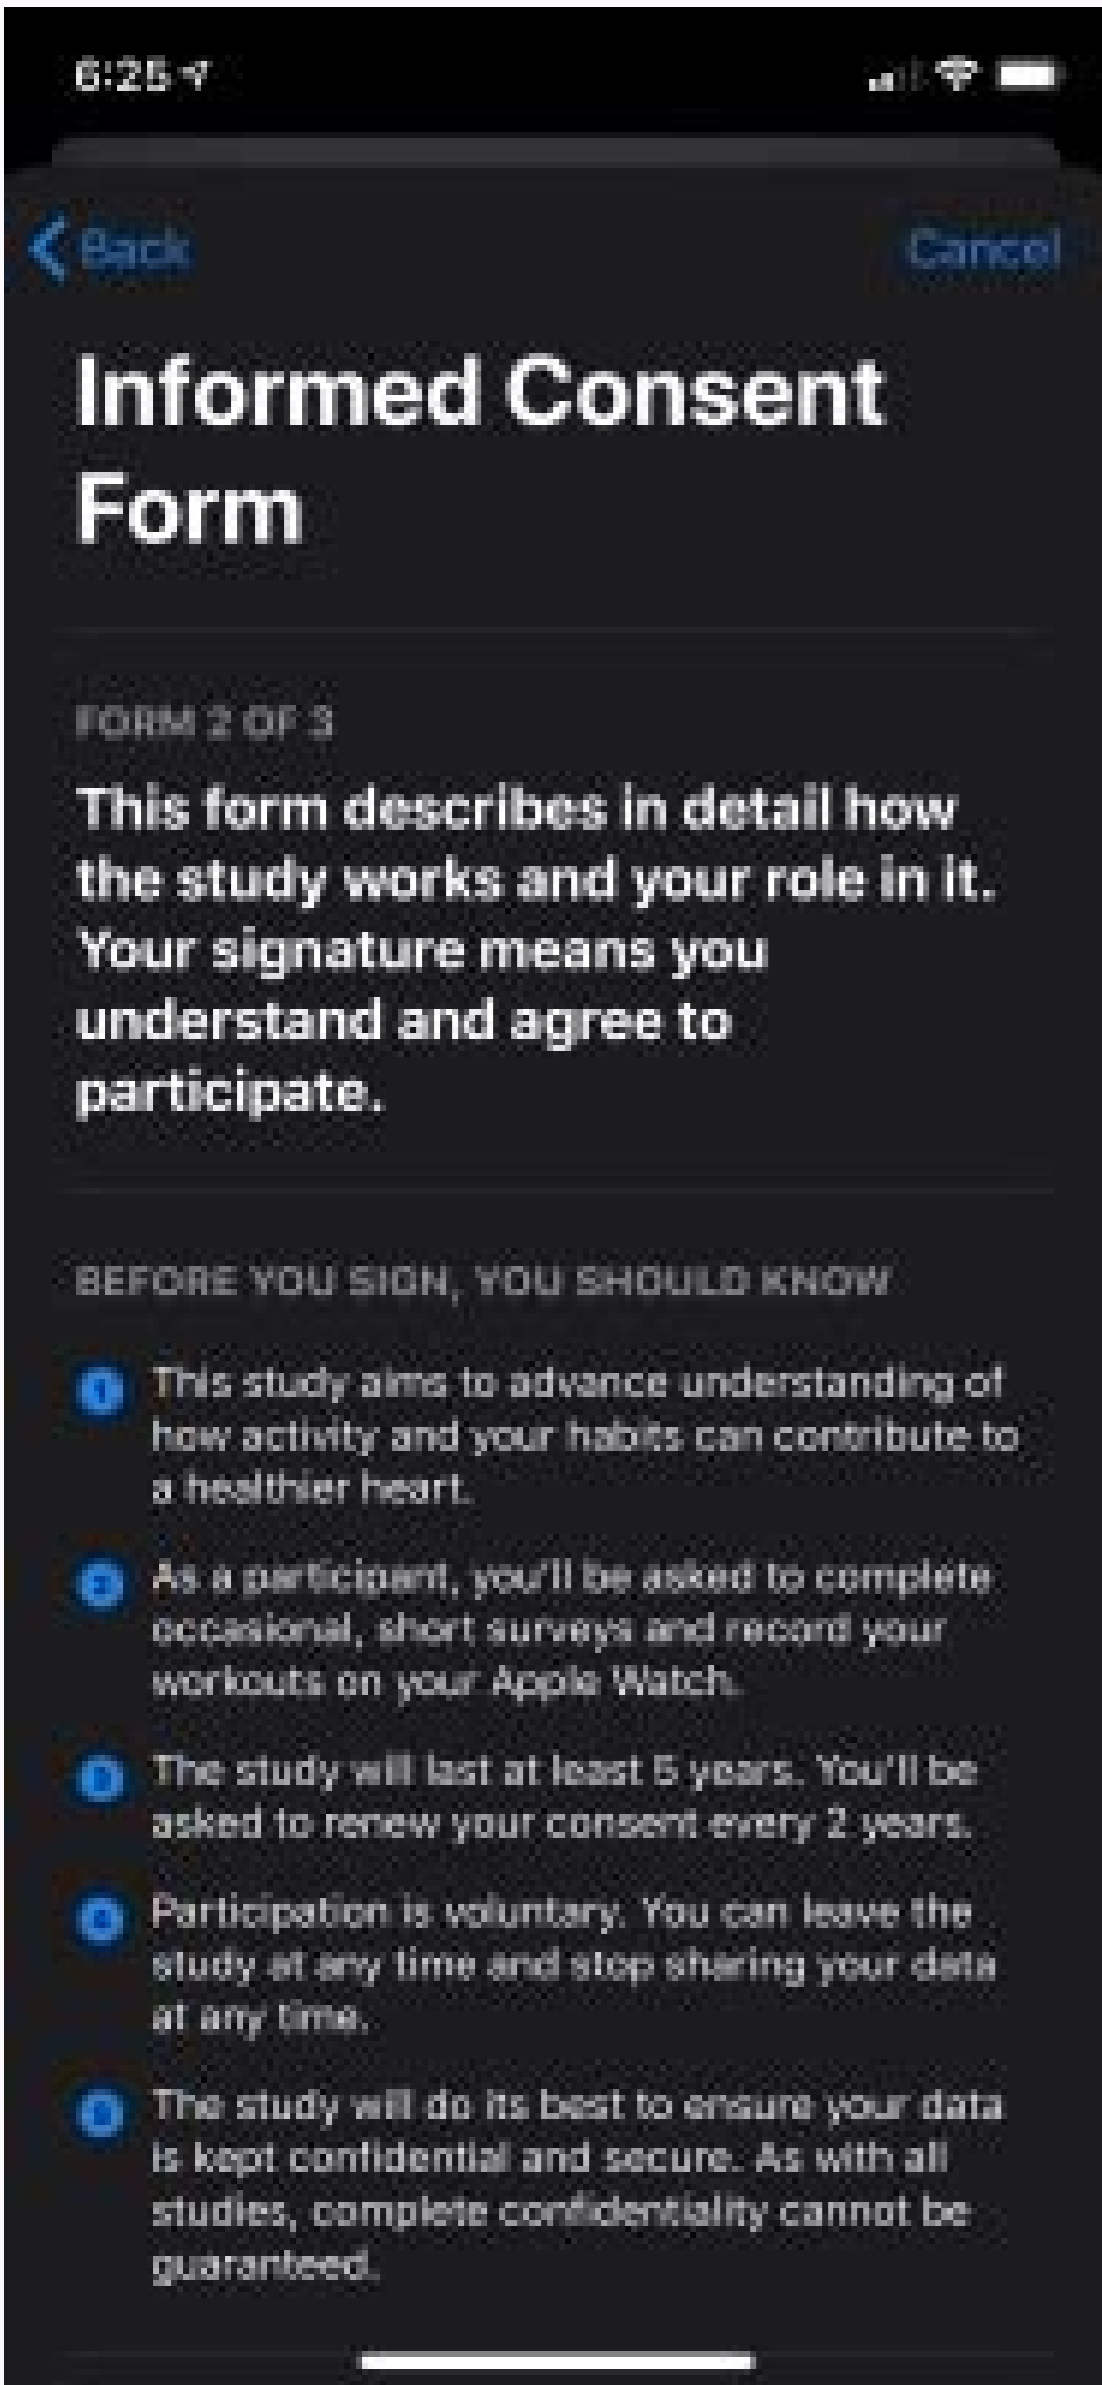 6:25
Back
Cancel
Informed Consent
Form
FORM 2 OF 3
This form describes in detail how
the study works and your role in it.
Your signature means you
understand and agree to
participate.
BEFORE YOU SIGN, YOU SHOULD KNOW
1 This study aims to advance understanding of
how activity and your habits can contribute to
a healthier heart.
2 As a participant, you'll be asked to complete
occasional, short surveys and record your
workouts on your Apple Watch.
3 The study will last at least 5 years. You'll be
asked to renew your consent every 2 years.
4 Participation is voluntary. You can leave the
study at any time and stop sharing your data
at any time.
5 The study will do its best to ensure your data
is kept confidential and secure. As with all
studies, complete confidentiality cannot be
guaranteed.